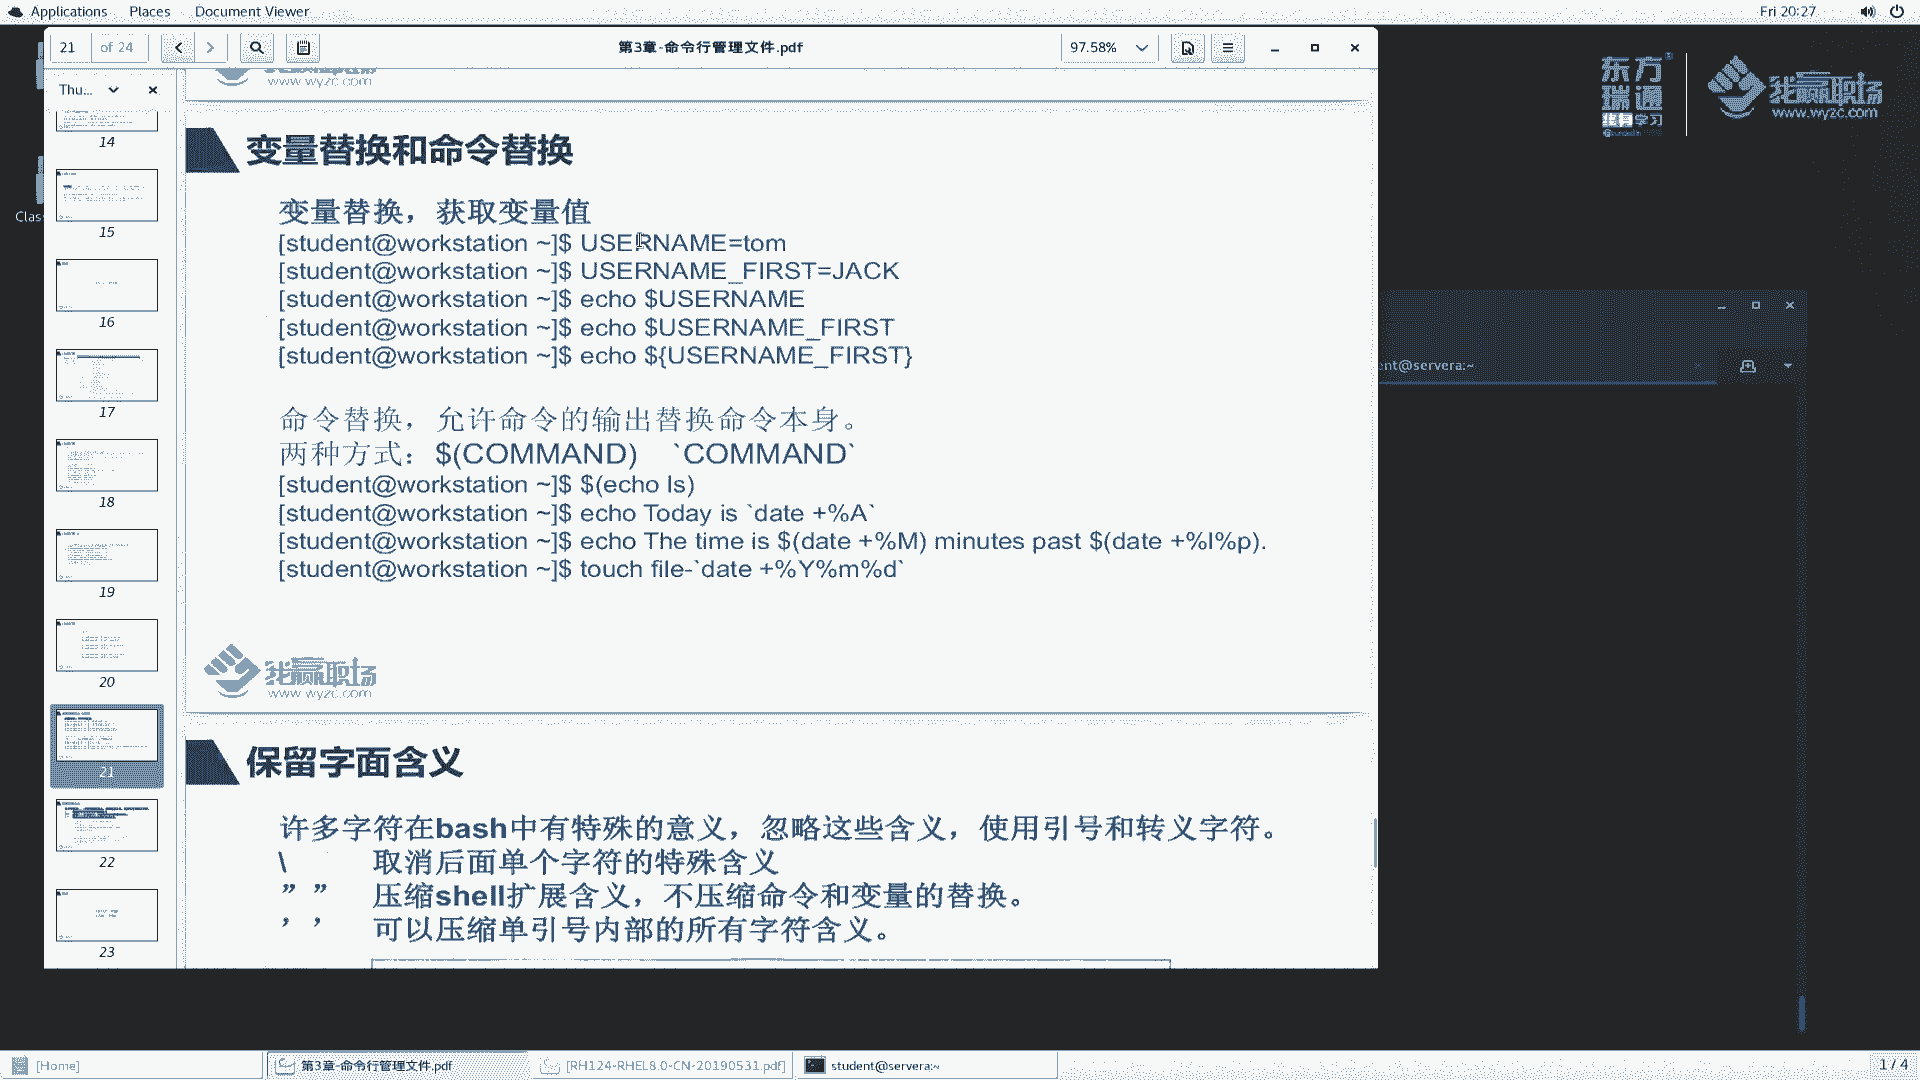 Applications Places Document Viewer Fri 20:27
21 of 24 第3章-命令行管理文件.pdf 97.58%
Thu...
www.wyzc.com
14
15
16
17
18
19
20
21
22
23
变量替换和命令替换
变量替换，获取变量值
[student@workstation ~]$ USERNAME=tom
[student@workstation ~]$ USERNAME_FIRST=JACK
[student@workstation ~]$ echo $USERNAME
[student@workstation ~]$ echo $USERNAME_FIRST
[student@workstation ~]$ echo ${USERNAME_FIRST}
命令替换，允许命令的输出替换命令本身。
两种方式：$(COMMAND) `COMMAND`
[student@workstation ~]$ $(echo ls)
[student@workstation ~]$ echo Today is `date +%A`
[student@workstation ~]$ echo The time is $(date +%M) minutes past $(date +%l%p).
[student@workstation ~]$ touch file-`date +%Y%m%d`
我赢职场
www.wyzc.com
保留字面含义
许多字符在bash中有特殊的意义，忽略这些含义，使用引号和转义字符。
\ 取消后面单个字符的特殊含义
” ” 压缩shell扩展含义，不压缩命令和变量的替换。
’ ’ 可以压缩单引号内部的所有字符含义。
Clas
东方
瑞通
学习
我赢职场
www.wyzc.com
ent@servera:~
[Home] 第3章-命令行管理文件.pdf [RH124-RHEL8.0-CN-20190531.pdf] student@servera:~ 1 / 4